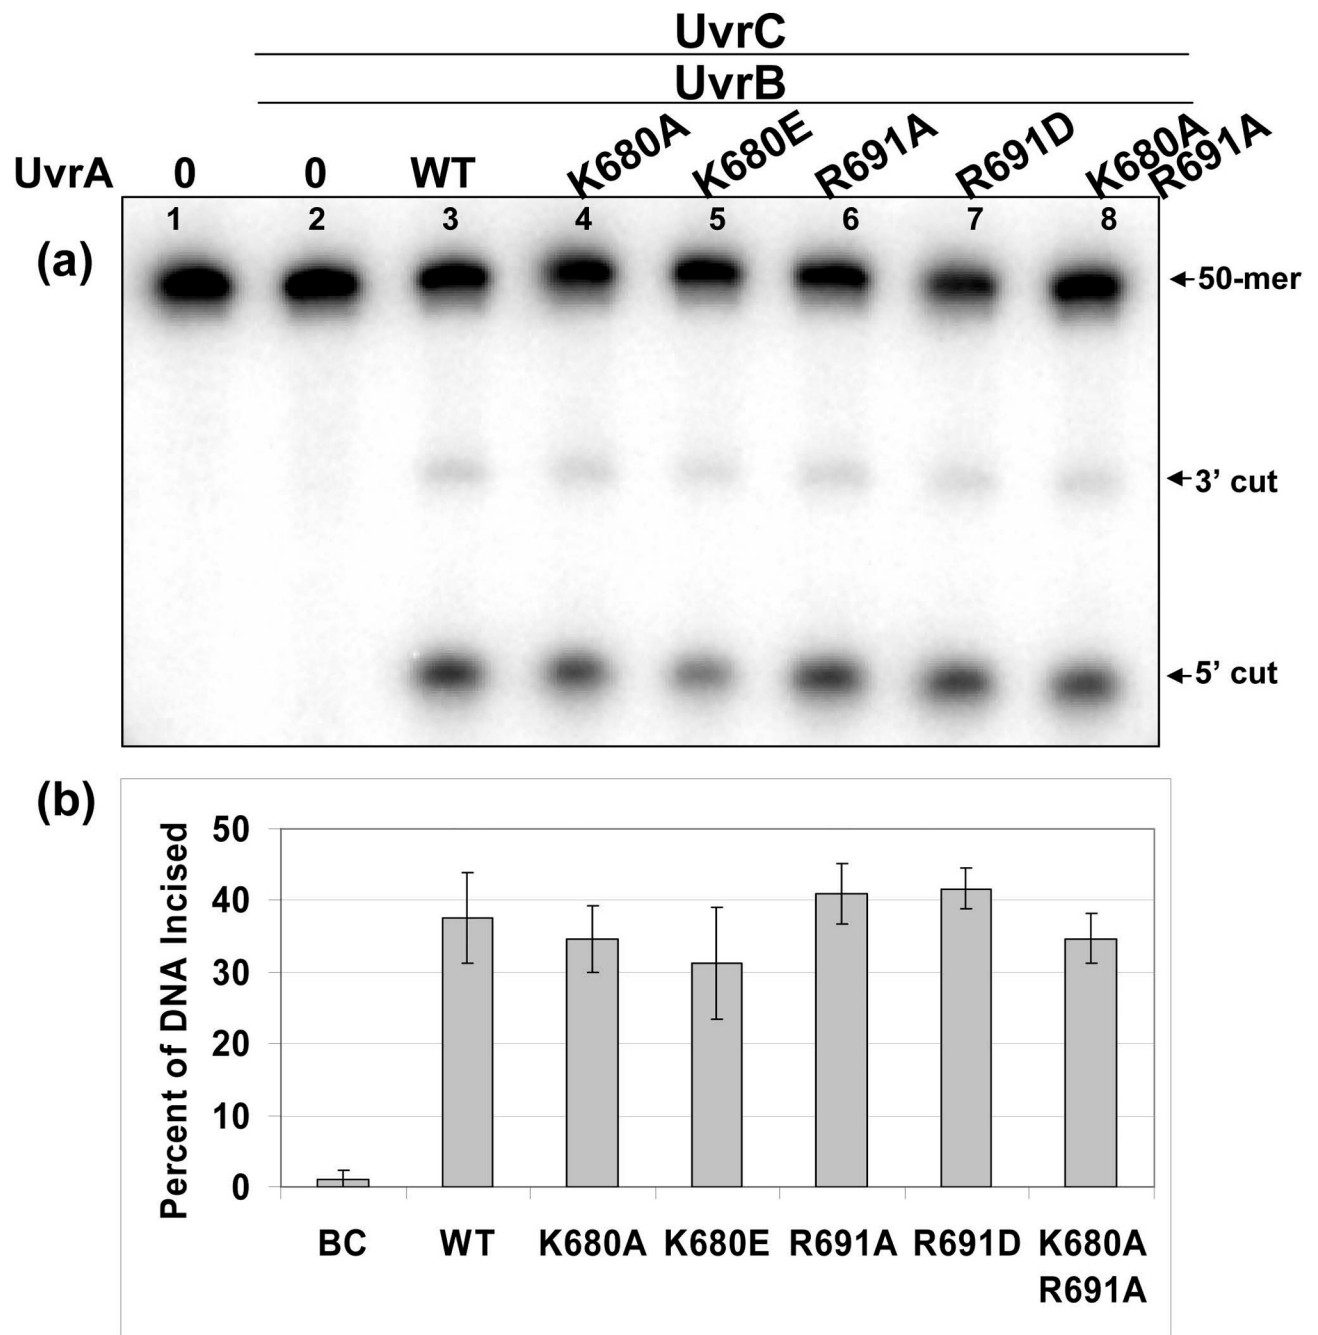 UvrC
UvrB
UvrA 0 0 WT K680A K680E R691A R691D K680A R691A
1 2 3 4 5 6 7 8
(a)
50-mer
3’ cut
5’ cut
(b)
Percent of DNA Incised
50
40
30
20
10
0
BC WT K680A K680E R691A R691D K680A
R691A